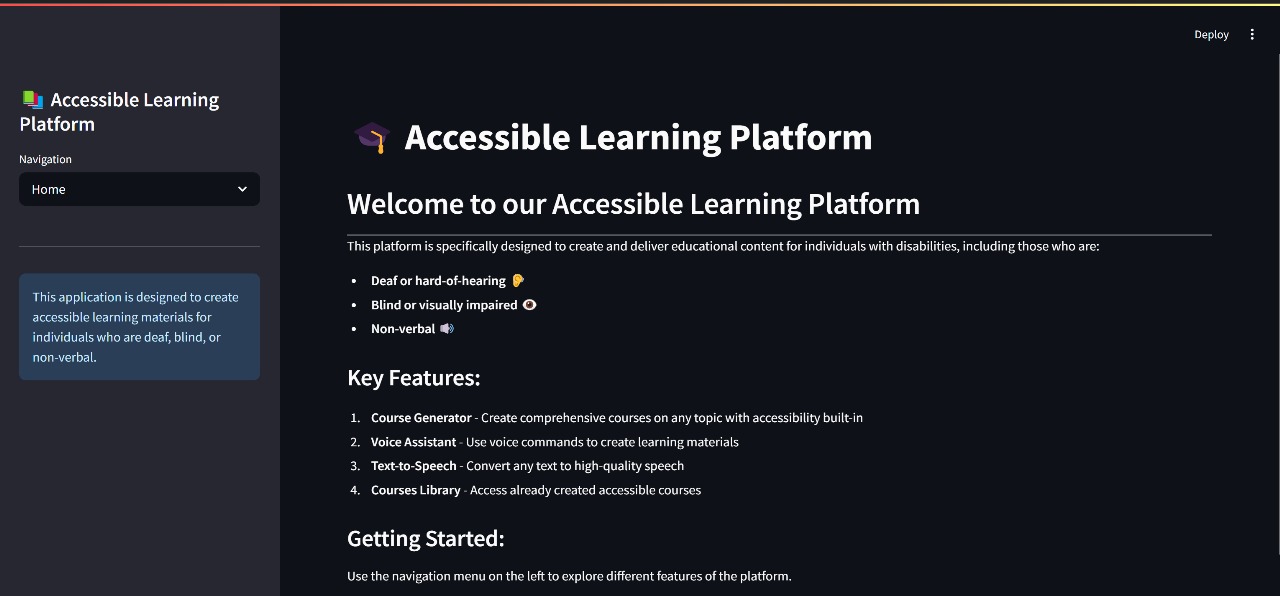 Deploy
📚 Accessible Learning
Platform
Navigation
Home
This application is designed to create
accessible learning materials for
individuals who are deaf, blind, or
non-verbal.
🎓 Accessible Learning Platform
Welcome to our Accessible Learning Platform
This platform is specifically designed to create and deliver educational content for individuals with disabilities, including those who are:
• Deaf or hard-of-hearing 👂
• Blind or visually impaired 👁️
• Non-verbal 🔊
Key Features:
1. Course Generator - Create comprehensive courses on any topic with accessibility built-in
2. Voice Assistant - Use voice commands to create learning materials
3. Text-to-Speech - Convert any text to high-quality speech
4. Courses Library - Access already created accessible courses
Getting Started:
Use the navigation menu on the left to explore different features of the platform.